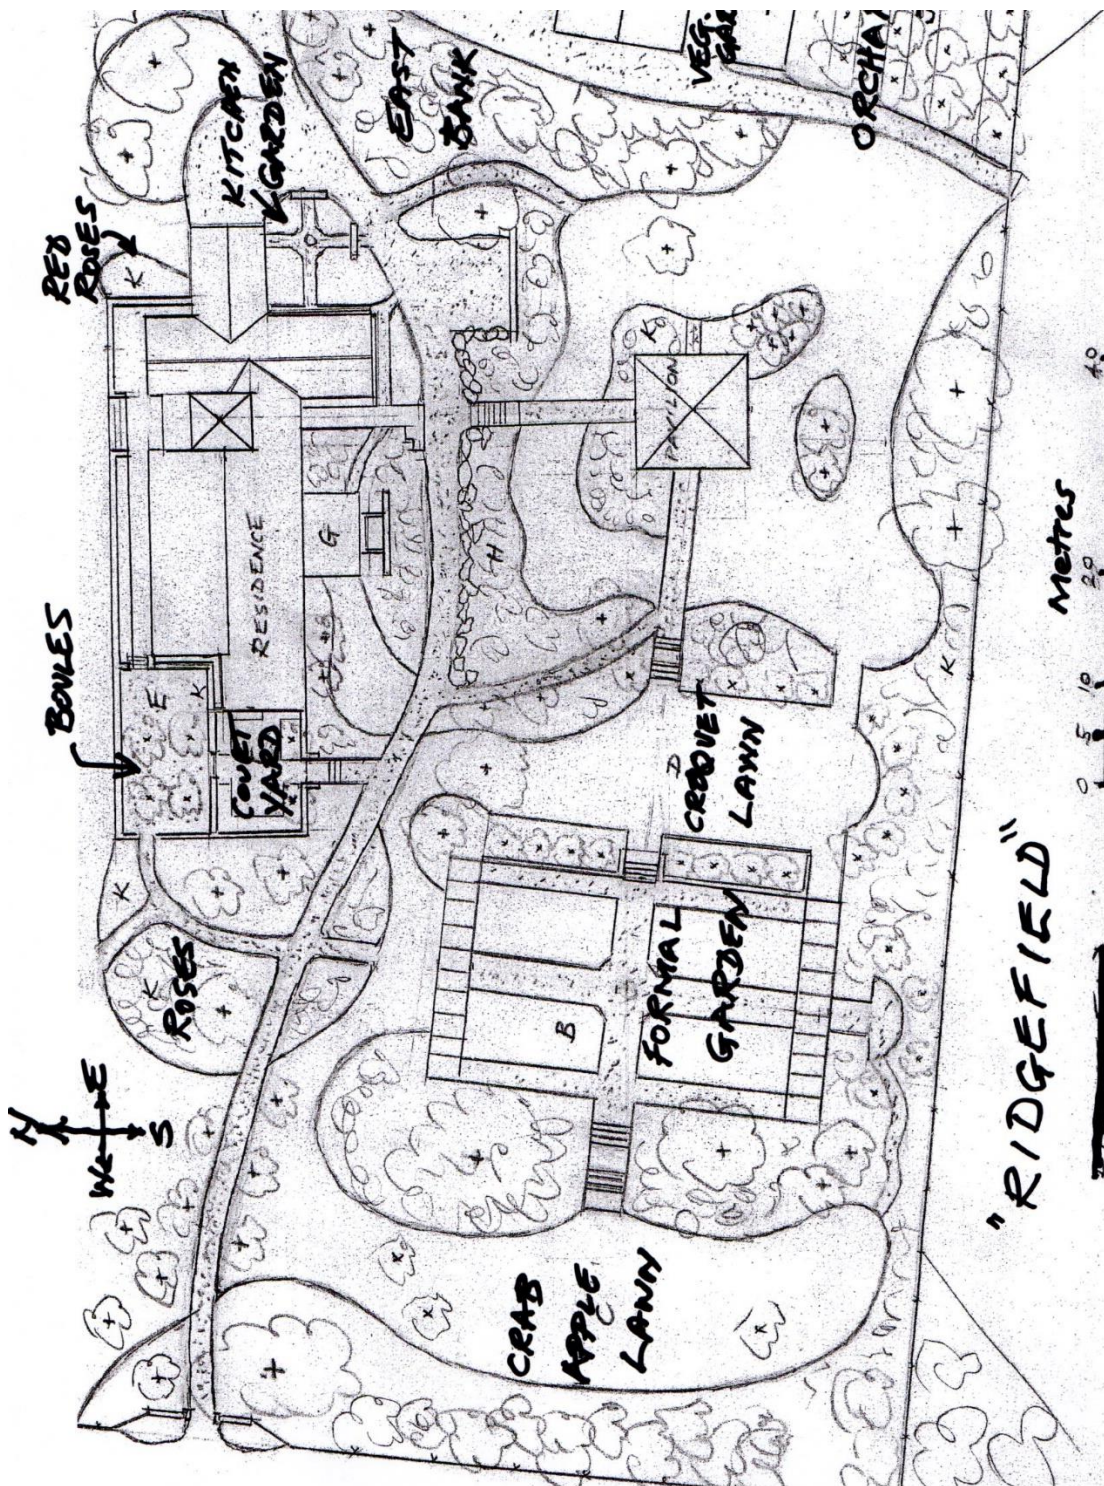 N
W E
S
BOULES
RED
ROSES
K
K
K
ROSES
E
K
COURT
YARD
RESIDENCE
G
KITCHEN
GARDEN
EAST
BANK
H
K
PAVILION
VEG.
GAR
ORCHA
CRAB
APPLE
C
LAWN
B
FORMAL
GARDEN
D
CROQUET
LAWN
K
"RIDGEFIELD"
Metres
0 5 10 20 40